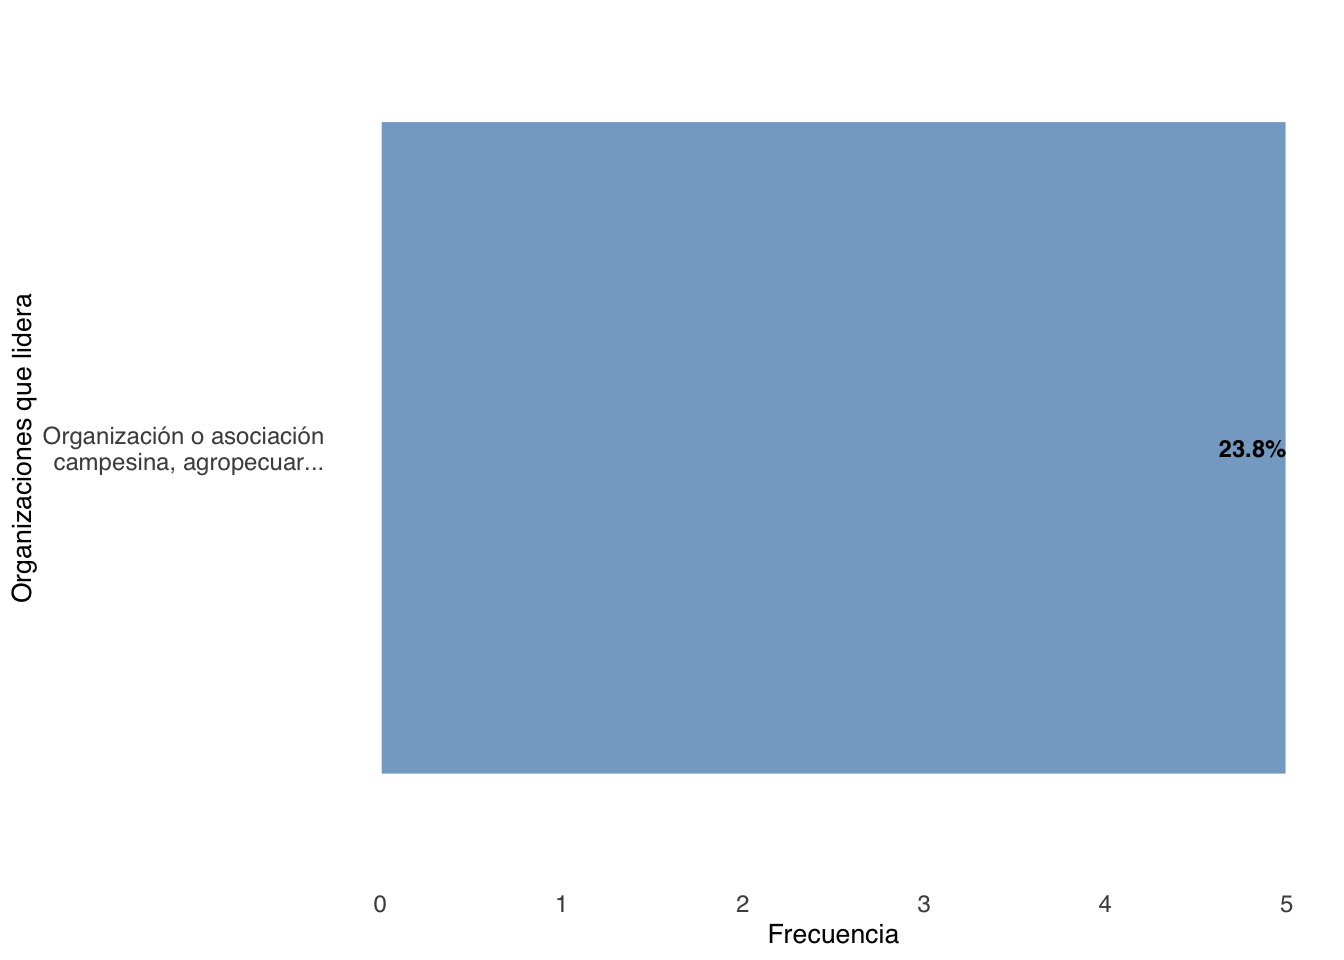 Organizaciones que lidera
Organización o asociación
campesina, agropecuar...
23.8%
0 1 2 3 4 5
Frecuencia